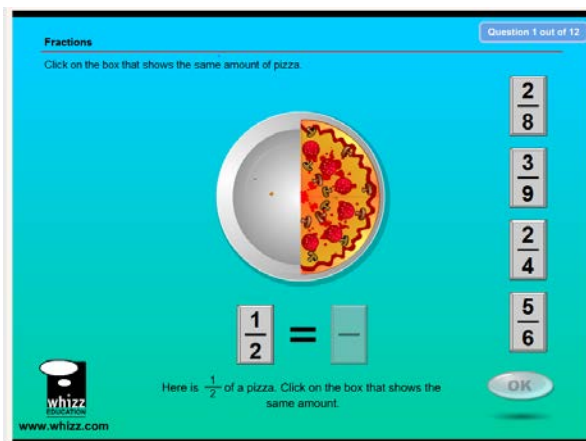 Question 1 out of 12
Fractions
Click on the box that shows the same amount of pizza.
2/8
3/9
2/4
5/6
1/2 = –
OK
Here is 1/2 of a pizza. Click on the box that shows the
same amount.
whizz
EDUCATION
www.whizz.com